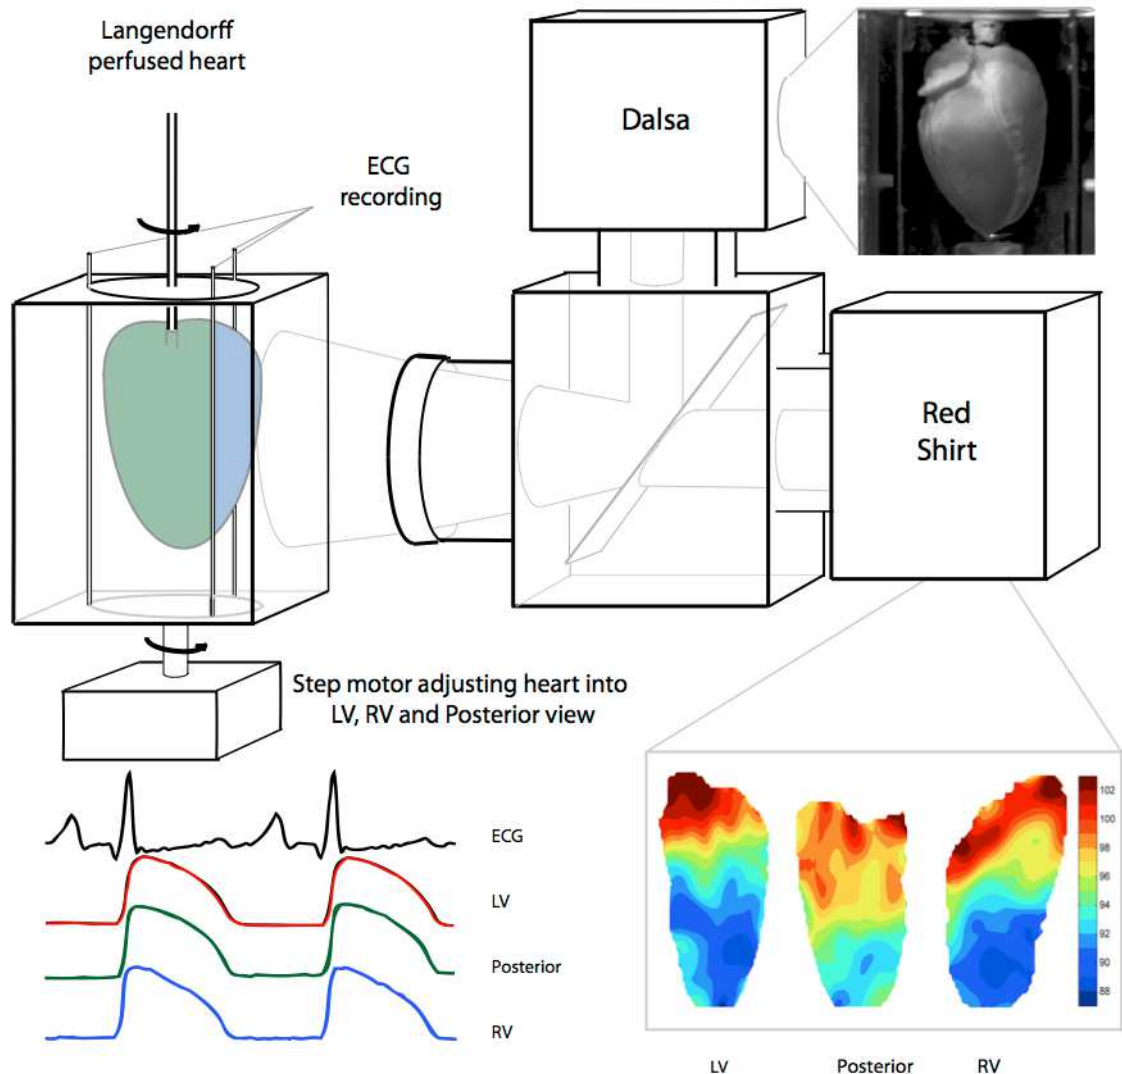 Langendorff
perfused heart
ECG
recording
Dalsa
Red
Shirt
Step motor adjusting heart into
LV, RV and Posterior view
ECG
LV
Posterior
RV
102
100
98
96
94
92
90
88
LV
Posterior
RV